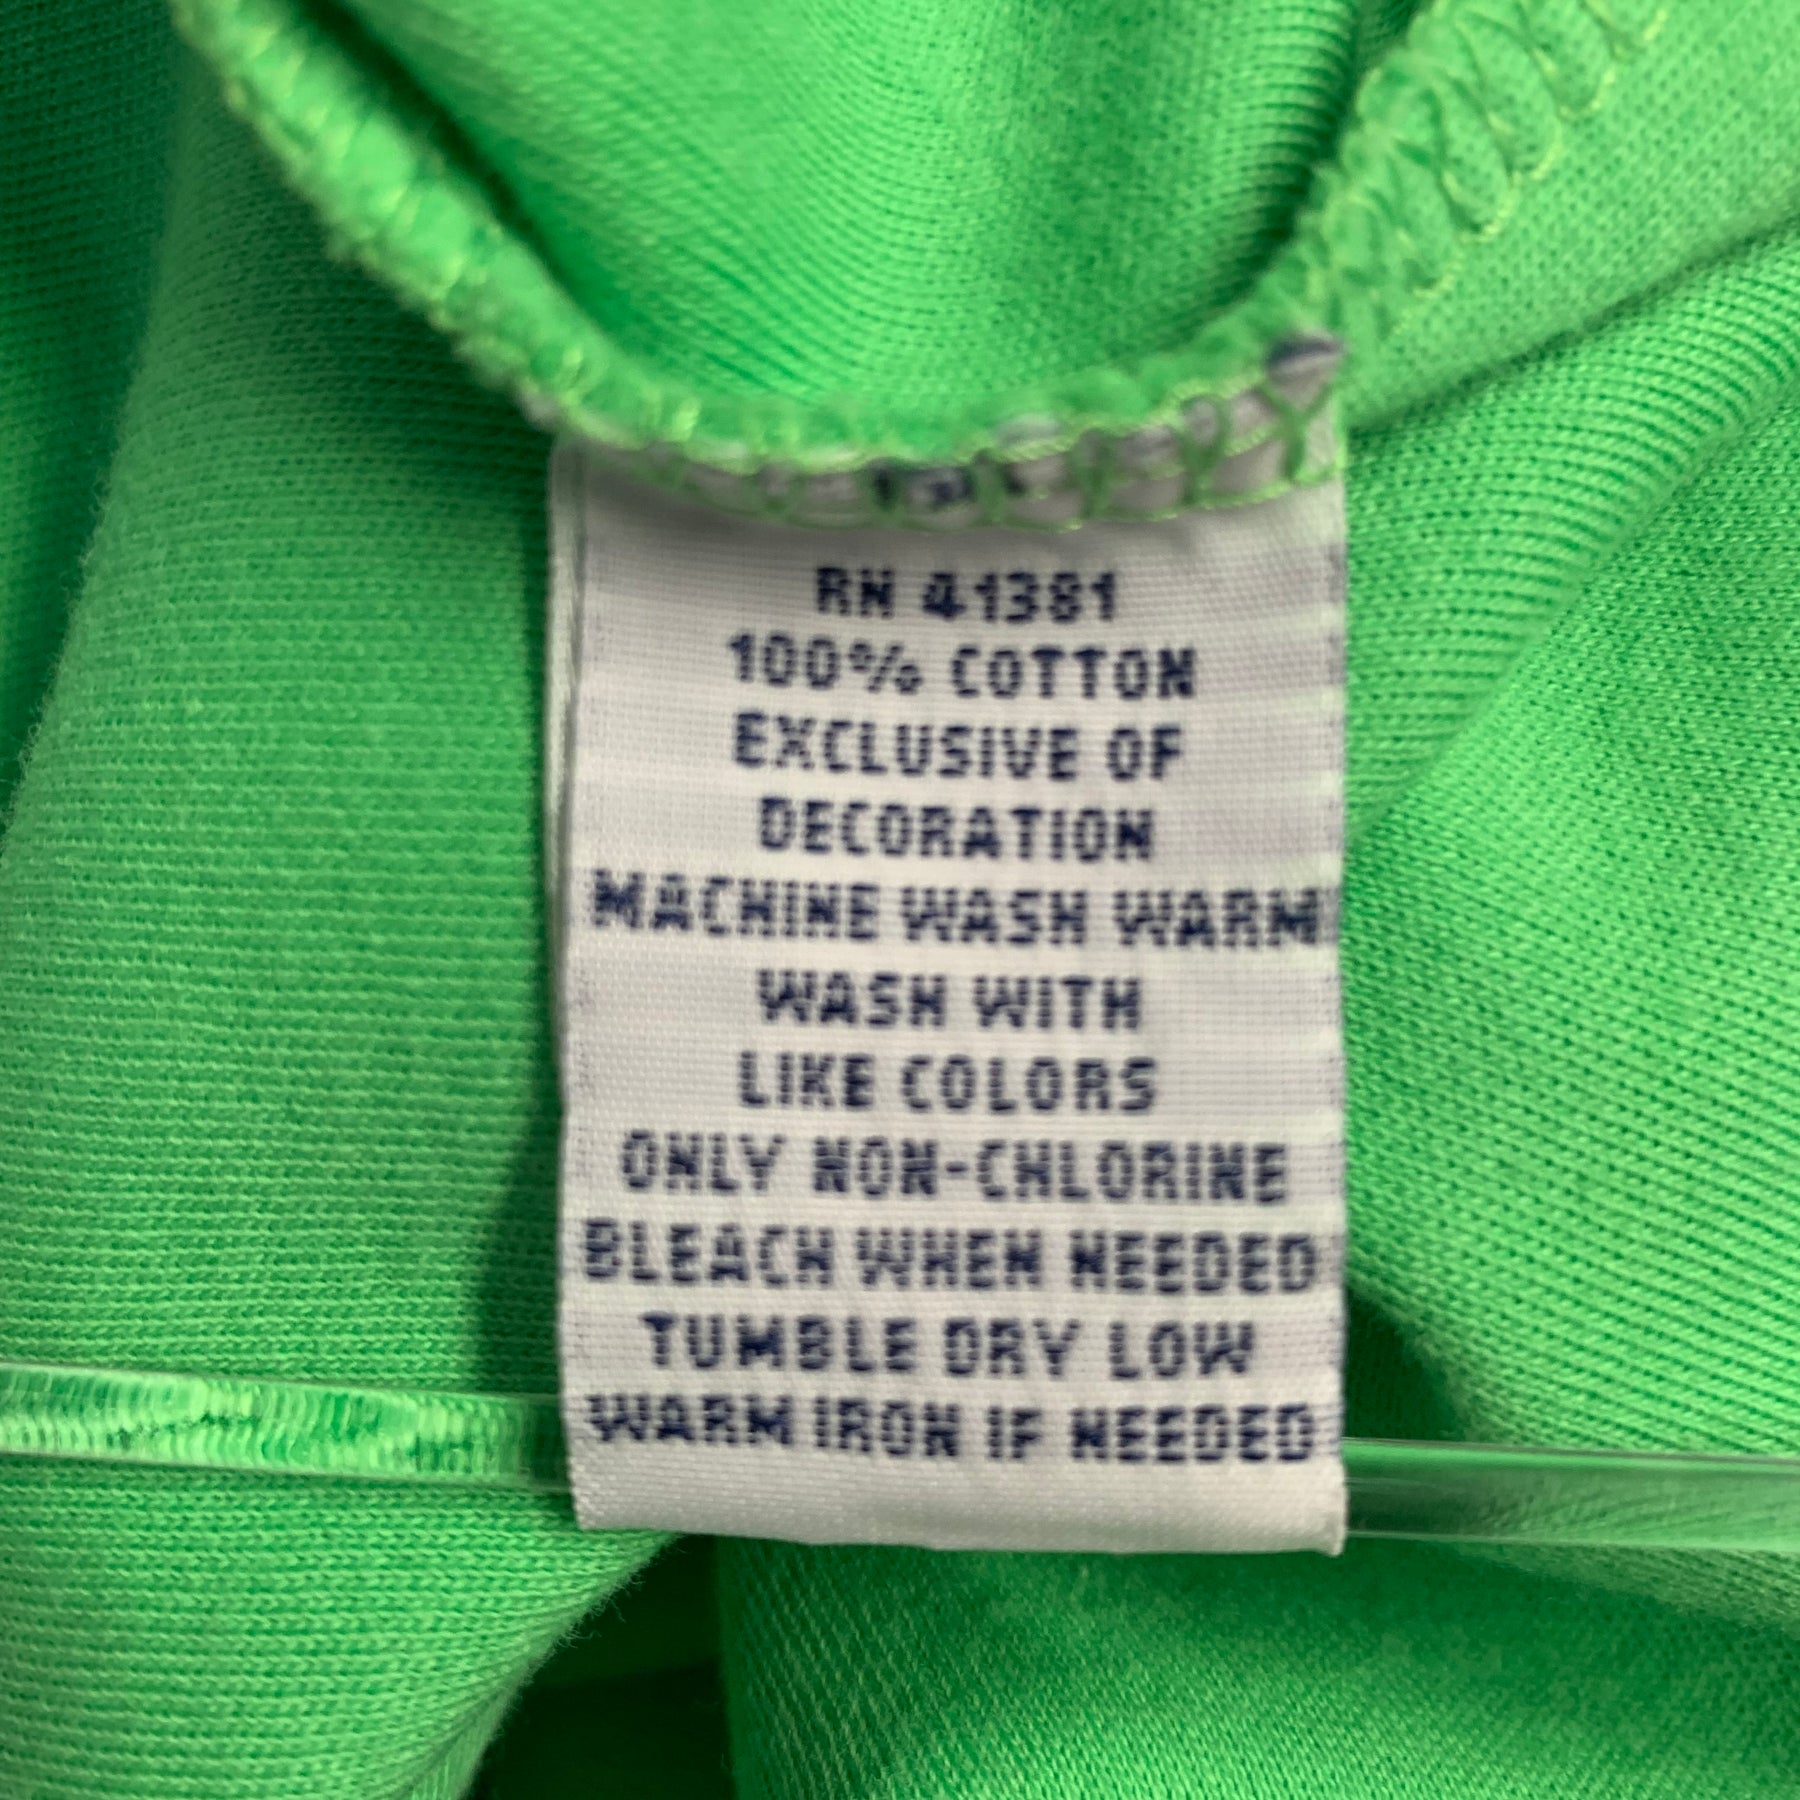 RN 41381
100% COTTON
EXCLUSIVE OF
DECORATION
MACHINE WASH WARM
WASH WITH
LIKE COLORS
ONLY NON-CHLORINE
BLEACH WHEN NEEDED
TUMBLE DRY LOW
WARM IRON IF NEEDED